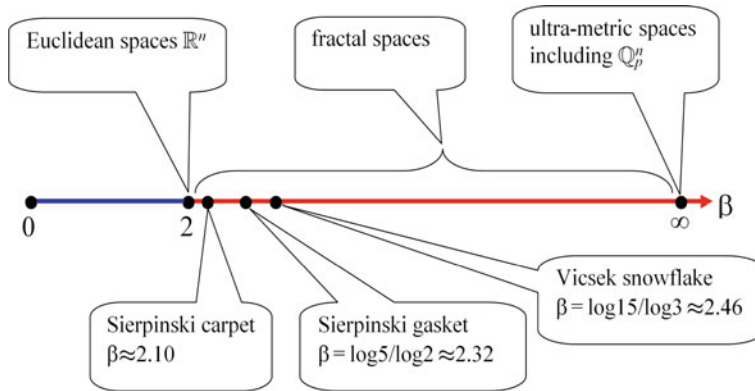 Euclidean spaces ℝⁿ
fractal spaces
ultra-metric spaces
including ℚₚⁿ
0
2
∞
β
Sierpinski carpet
β≈2.10
Sierpinski gasket
β = log5/log2 ≈2.32
Vicsek snowflake
β = log15/log3 ≈2.46